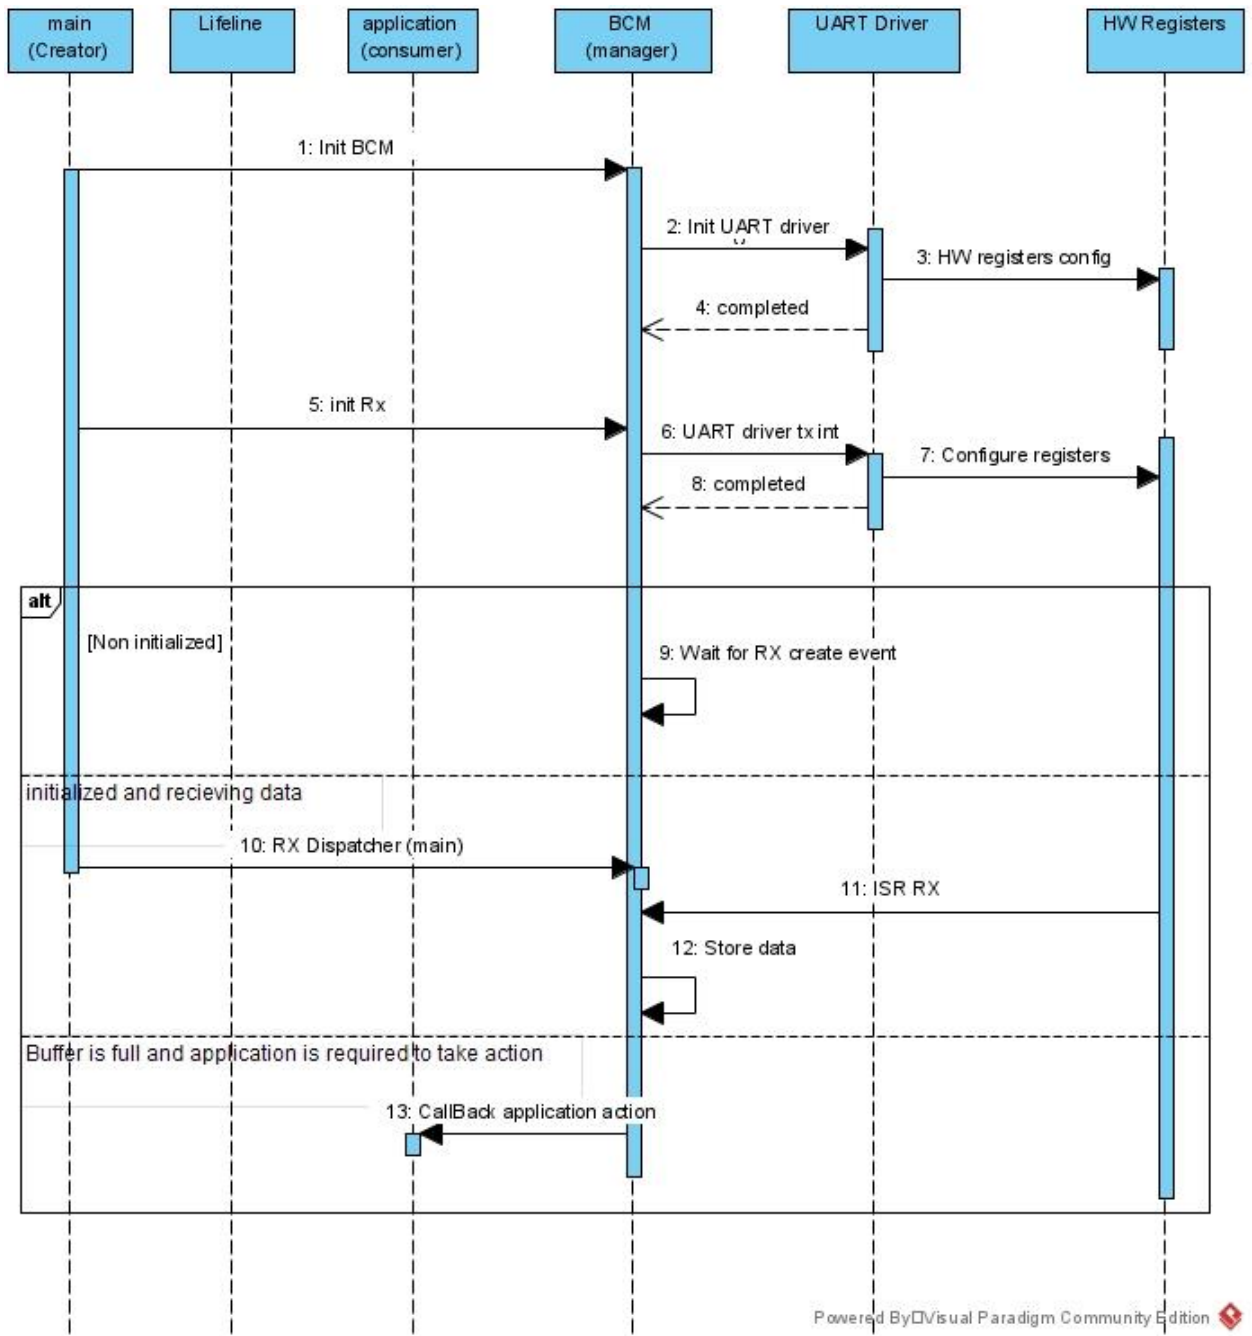 main
(Creator)
Lifeline
application
(consumer)
BCM
(manager)
UART Driver
HW Registers
1: Init BCM
2: Init UART driver
3: HW registers config
4: completed
5: init Rx
6: UART driver tx int
7: Configure registers
8: completed
alt
[Non initialized]
9: Wait for RX create event
initialized and recieving data
10: RX Dispatcher (main)
11: ISR RX
12: Store data
Buffer is full and application is required to take action
13: CallBack application action
Powered By Visual Paradigm Community Edition